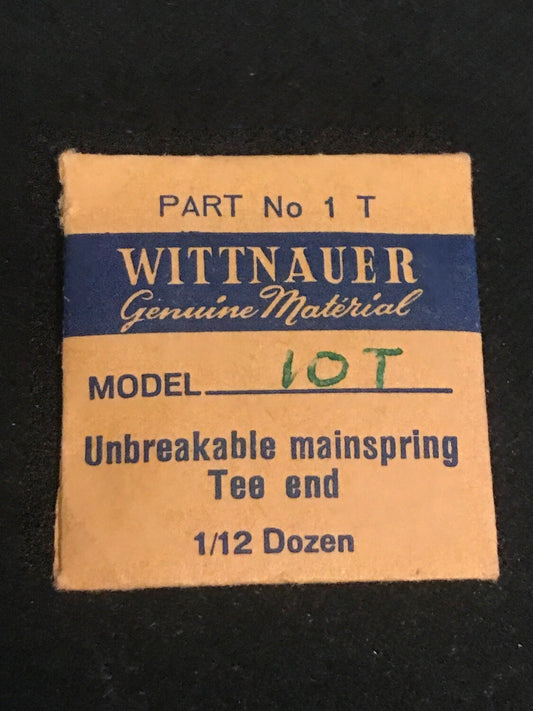 PART No 1 T
WITTNAUER
Genuine Matérial
MODEL 10T
Unbreakable mainspring
Tee end
1/12 Dozen